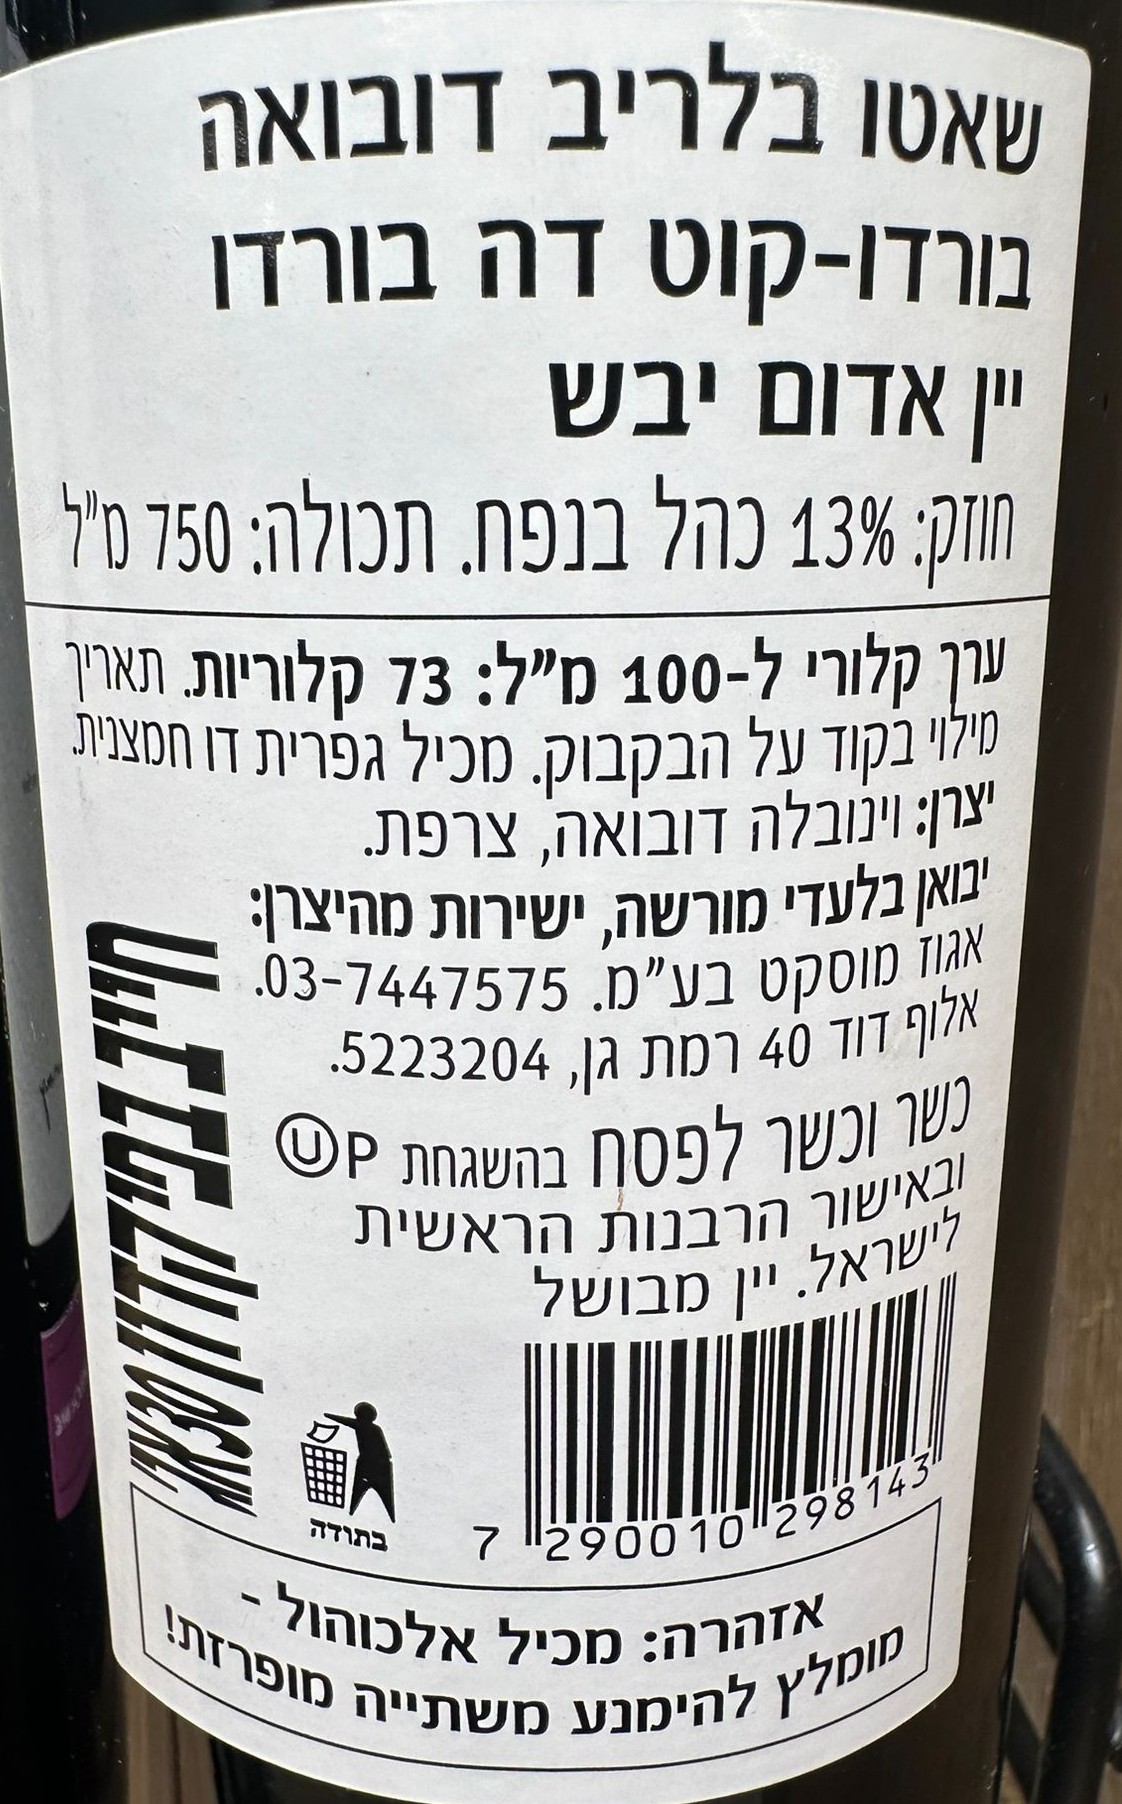 שאטו בלריב דובואה
בורדו-קוט דה בורדו
יין אדום יבש
חוזק: 13% כהל בנפח. תכולה: 750 מ"ל
ערך קלורי ל-100 מ"ל: 73 קלוריות. תאריך
מילוי בקוד על הבקבוק. מכיל גפרית דו חמצנית.
יצרן: וינובלה דובואה, צרפת.
יבואן בלעדי מורשה, ישירות מהיצרן:
אגוז מוסקט בע"מ. 03-7447575.
אלוף דוד 40 רמת גן, 5223204.
כשר וכשר לפסח בהשגחת ⓊP
ובאישור הרבנות הראשית
לישראל. יין מבושל
בתודה
7 290010 298143
אזהרה: מכיל אלכוהול -
מומלץ להימנע משתייה מופרזת!